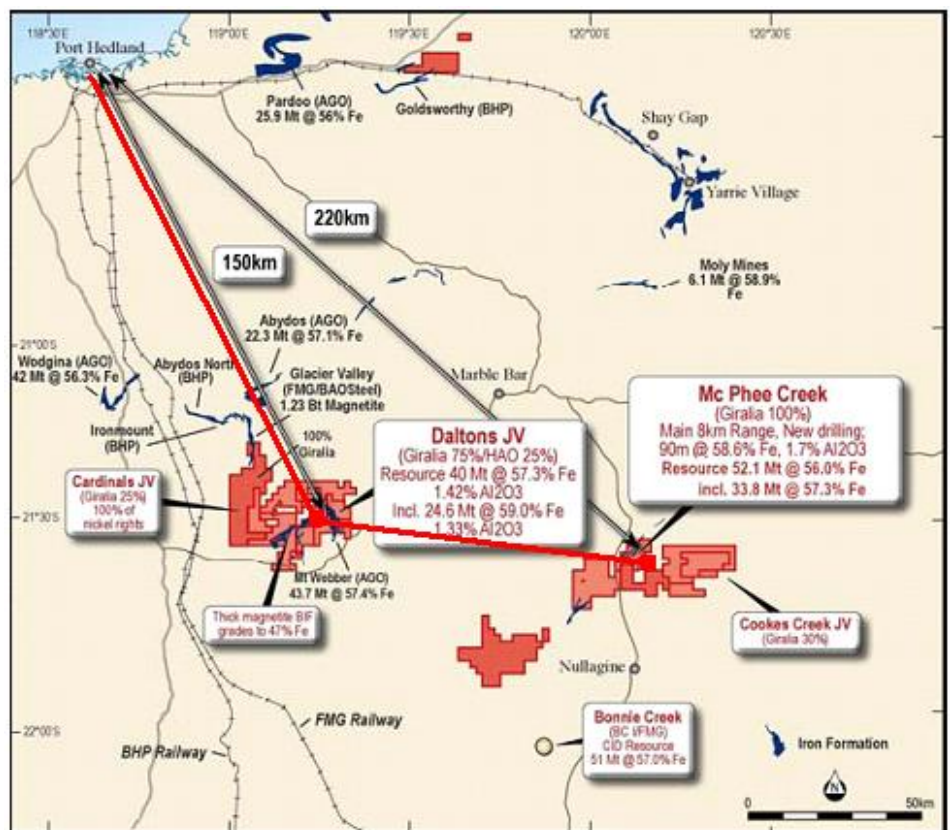 118°30'E
119°00'E
119°30'E
120°00'E
120°30'E
Port Hedland
Pardoo (AGO)
25.9 Mt @ 56% Fe
Goldsworthy (BHP)
Shay Gap
Yarrie Village
220km
150km
Moly Mines
6.1 Mt @ 58.9%
Fe
Abydos (AGO)
22.3 Mt @ 57.1% Fe
21°00'S
Wodgina (AGO)
42 Mt @ 56.3% Fe
Abydos North
(BHP)
Glacier Valley
(FMG/BAOSteel)
1.23 Bt Magnetite
Marble Bar
Ironmount
(BHP)
100%
Giralia
Mc Phee Creek
(Giralia 100%)
Main 8km Range, New drilling;
90m @ 58.6% Fe, 1.7% Al2O3
Resource 52.1 Mt @ 56.0% Fe
incl. 33.8 Mt @ 57.3% Fe
Daltons JV
(Giralia 75%/HAO 25%)
Resource 40 Mt @ 57.3% Fe
1.42% Al2O3
Incl. 24.6 Mt @ 59.0% Fe
1.33% Al2O3
Cardinals JV
(Giralia 25%)
100% of
nickel rights
21°30'S
Mt Webber (AGO)
43.7 Mt @ 57.4% Fe
Thick magnetite BIF
grades to 47% Fe
Cookes Creek JV
(Giralia 30%)
Nullagine
22°00'S
FMG Railway
BHP Railway
Bonnie Creek
(BC I/FMG)
CID Resource
51 Mt @ 57.0% Fe
Iron Formation
N
0
50km